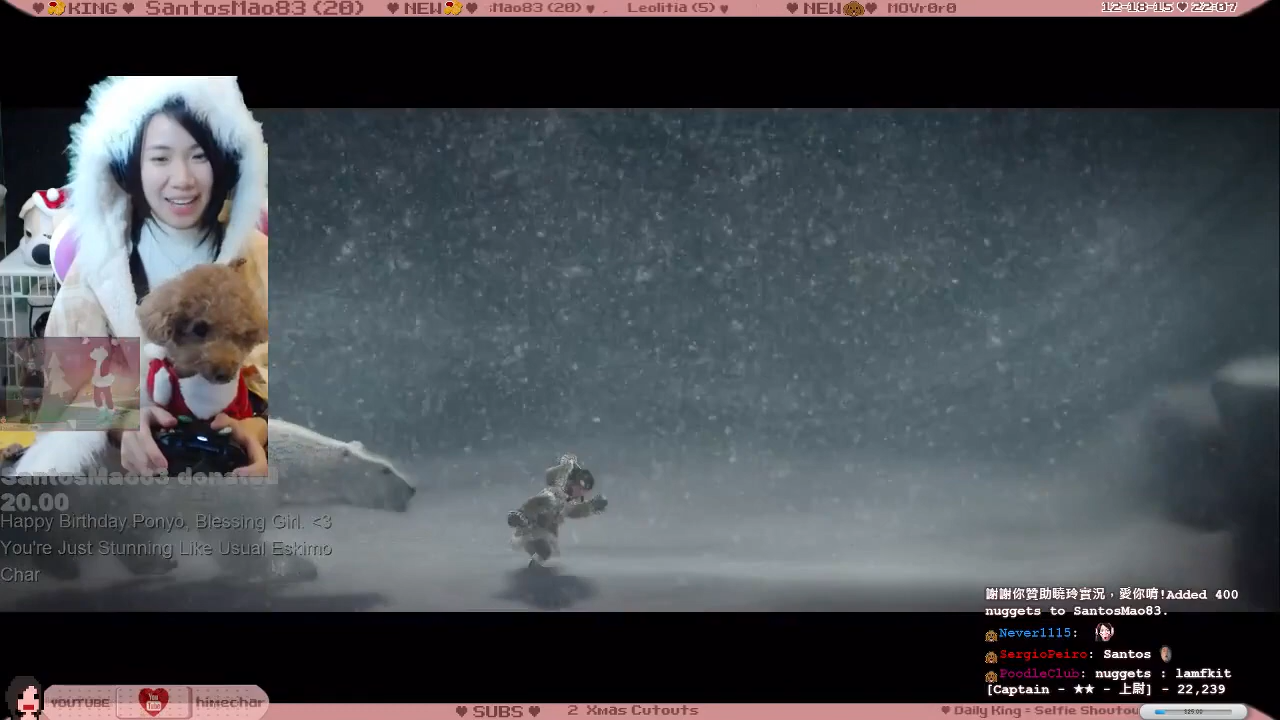 ♥ KING ♥ SantosMao83 (20) ♥ NEW ♥ :Mao83 (20) ♥ , Leolitia (5) ♥ ♥ NEW ♥ MOVr0r0 12-18-15 ♥ 22:07
SantosMao83 donated
20.00
Happy Birthday Ponyo, Blessing Girl. <3
You're Just Stunning Like Usual Eskimo
Char
謝謝你贊助曉玲實況，愛你唷!Added 400
nuggets to SantosMao83.
Never1115:
SergioPeiro: Santos
PoodleClub: nuggets : lamfkit
[Captain - ★★ - 上尉] - 22,239
YOUTUBE You Tube himechar ♥ SUBS ♥ 2 Xmas Cutouts ♥ Daily King = Selfie Shoutou